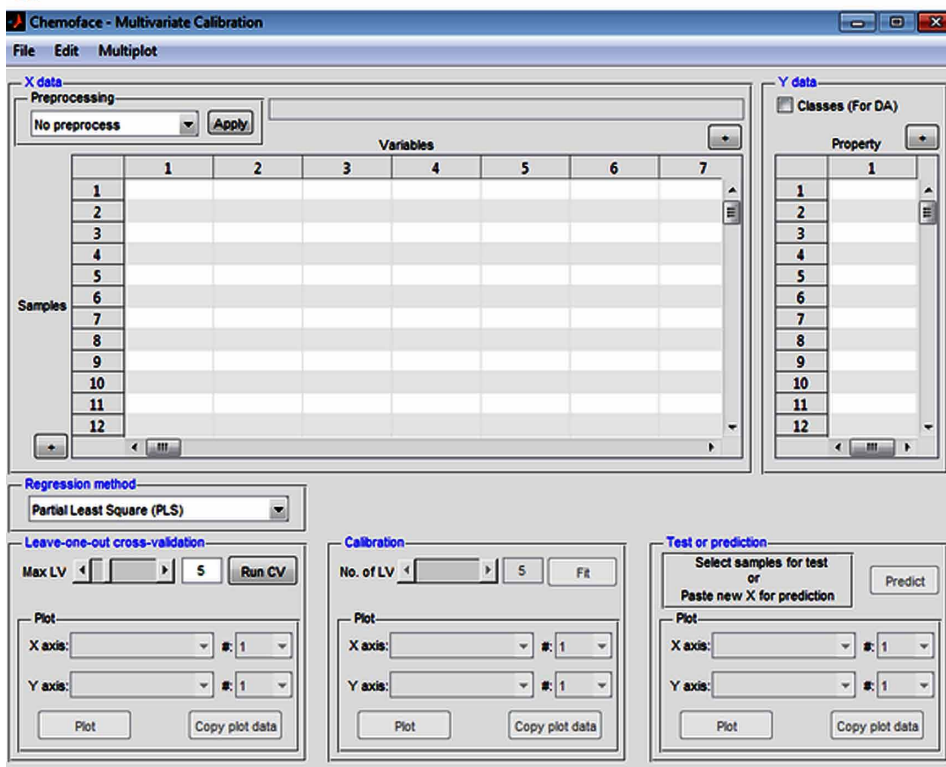 Chemoface - Multivariate Calibration
File Edit Multiplot
X data
Preprocessing
No preprocess Apply
Variables +
1 2 3 4 5 6 7
1
2
3
4
5
6
7
8
9
10
11
12
Samples
+
Y data
Classes (For DA)
Property +
1
1
2
3
4
5
6
7
8
9
10
11
12
Regression method
Partial Least Square (PLS)
Leave-one-out cross-validation
Max LV 5 Run CV
Plot
X axis: #: 1
Y axis: #: 1
Plot Copy plot data
Calibration
No. of LV 5 Fit
Plot
X axis: #: 1
Y axis: #: 1
Plot Copy plot data
Test or prediction
Select samples for test
or
Paste new X for prediction
Predict
Plot
X axis: #: 1
Y axis: #: 1
Plot Copy plot data